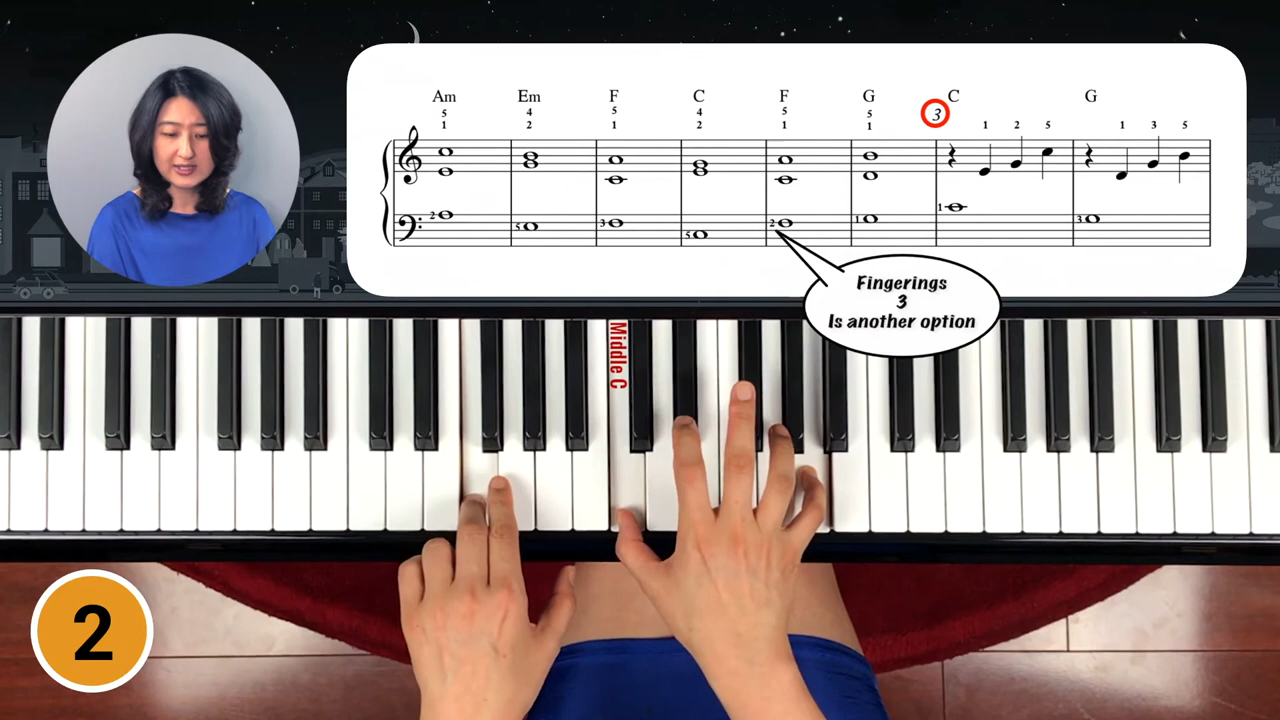 Am Em F C F G C G
5 4 5 4 5 5 3
1 2 1 2 1 1 1 2 5 1 3 5
2 5 3 5 2 1 1 3
Fingerings
3
Is another option
Middle C
2